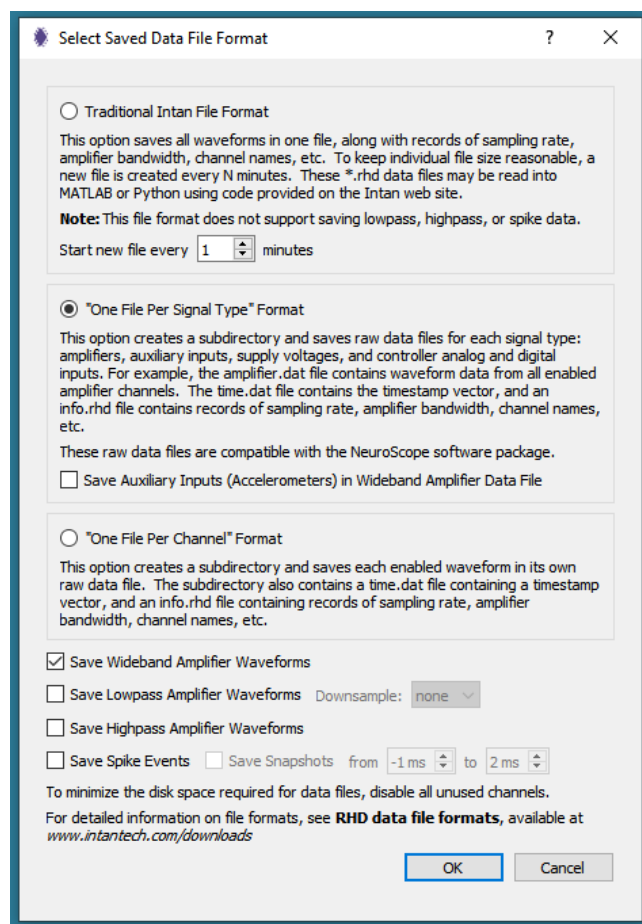 Select Saved Data File Format
?
Traditional Intan File Format
This option saves all waveforms in one file, along with records of sampling rate,
amplifier bandwidth, channel names, etc. To keep individual file size reasonable, a
new file is created every N minutes. These *.rhd data files may be read into
MATLAB or Python using code provided on the Intan web site.
Note: This file format does not support saving lowpass, highpass, or spike data.
Start new file every 1 minutes
"One File Per Signal Type" Format
This option creates a subdirectory and saves raw data files for each signal type:
amplifiers, auxiliary inputs, supply voltages, and controller analog and digital
inputs. For example, the amplifier.dat file contains waveform data from all enabled
amplifier channels. The time.dat file contains the timestamp vector, and an
info.rhd file contains records of sampling rate, amplifier bandwidth, channel names,
etc.
These raw data files are compatible with the NeuroScope software package.
Save Auxiliary Inputs (Accelerometers) in Wideband Amplifier Data File
"One File Per Channel" Format
This option creates a subdirectory and saves each enabled waveform in its own
raw data file. The subdirectory also contains a time.dat file containing a timestamp
vector, and an info.rhd file containing records of sampling rate, amplifier
bandwidth, channel names, etc.
Save Wideband Amplifier Waveforms
Save Lowpass Amplifier Waveforms Downsample: none
Save Highpass Amplifier Waveforms
Save Spike Events Save Snapshots from -1 ms to 2 ms
To minimize the disk space required for data files, disable all unused channels.
For detailed information on file formats, see RHD data file formats, available at
www.intantech.com/downloads
OK Cancel